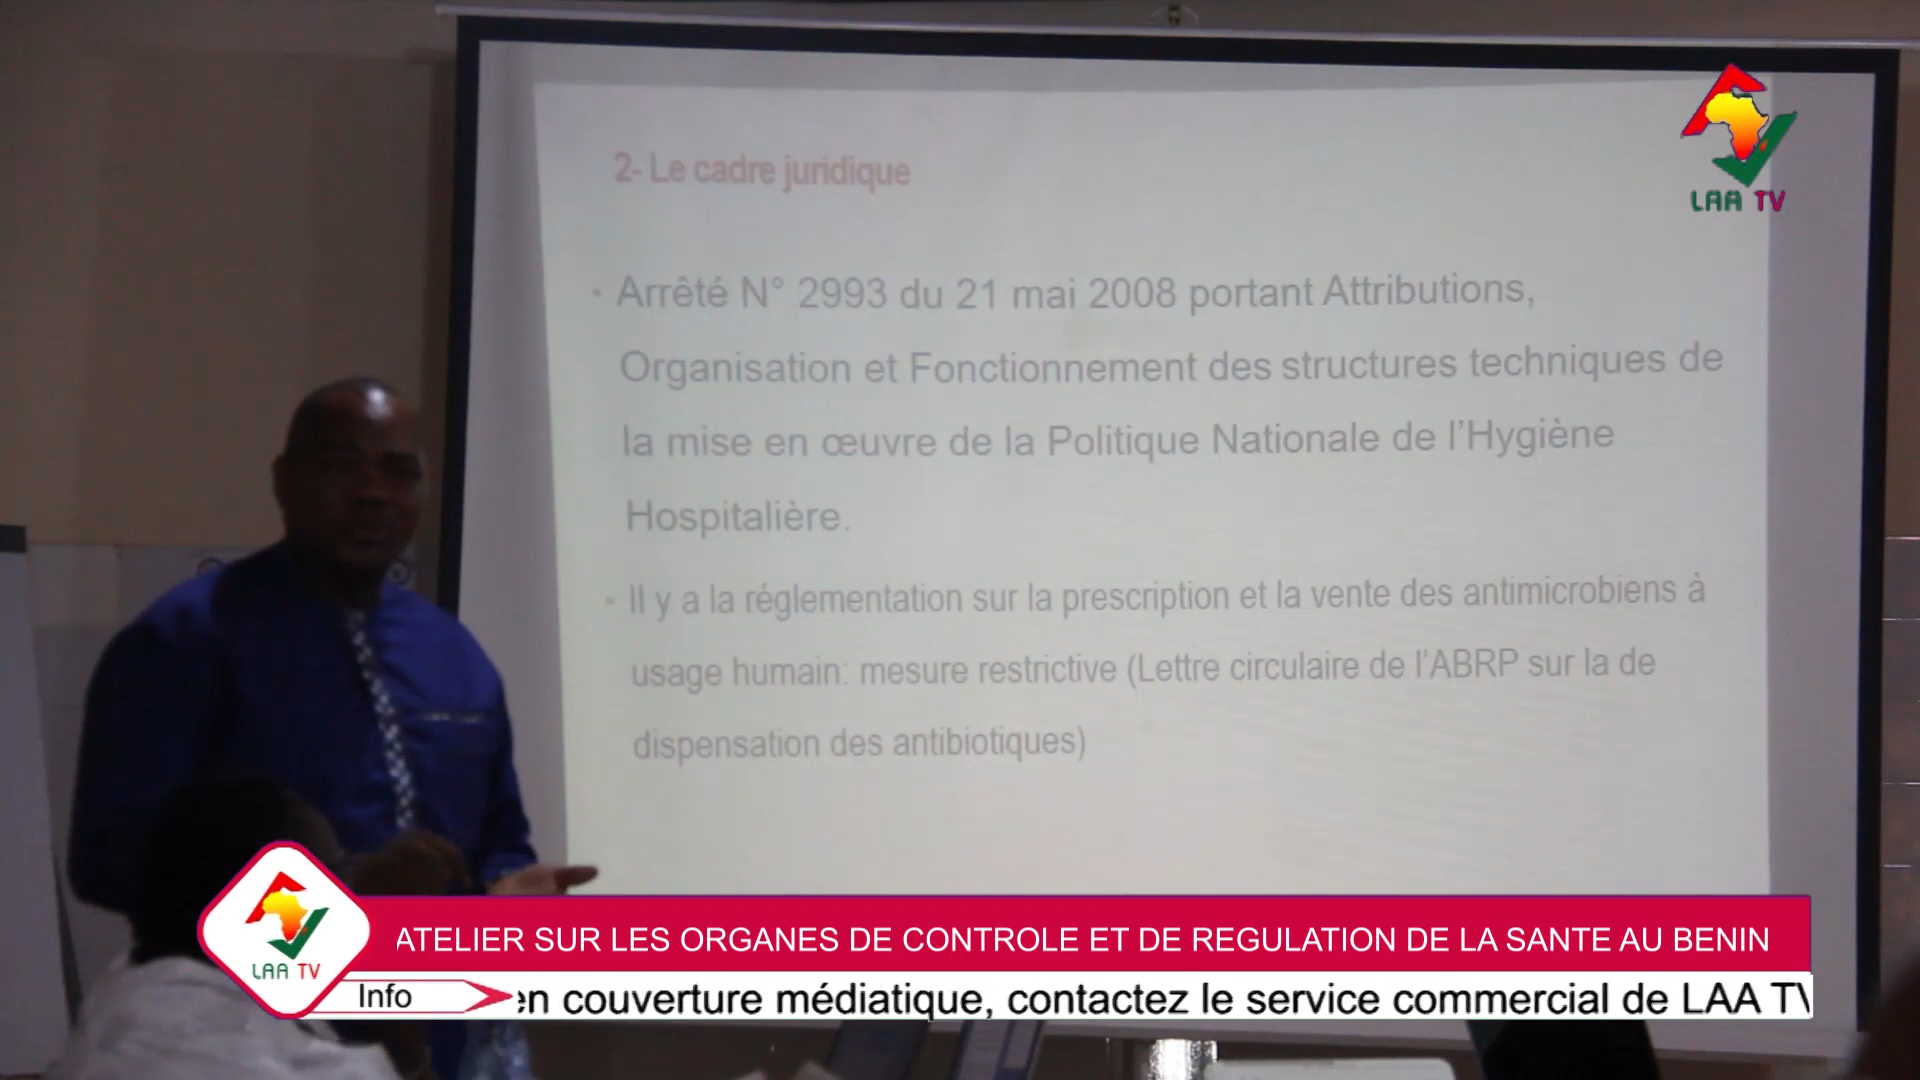 LAA TV
2- Le cadre juridique
• Arrêté N° 2993 du 21 mai 2008 portant Attributions,
Organisation et Fonctionnement des structures techniques de
la mise en œuvre de la Politique Nationale de l'Hygiène
Hospitalière.
• Il y a la réglementation sur la prescription et la vente des antimicrobiens à
usage humain: mesure restrictive (Lettre circulaire de l'ABRP sur la de
dispensation des antibiotiques)
ATELIER SUR LES ORGANES DE CONTROLE ET DE REGULATION DE LA SANTE AU BENIN
LAA TV
Info
en couverture médiatique, contactez le service commercial de LAA TV